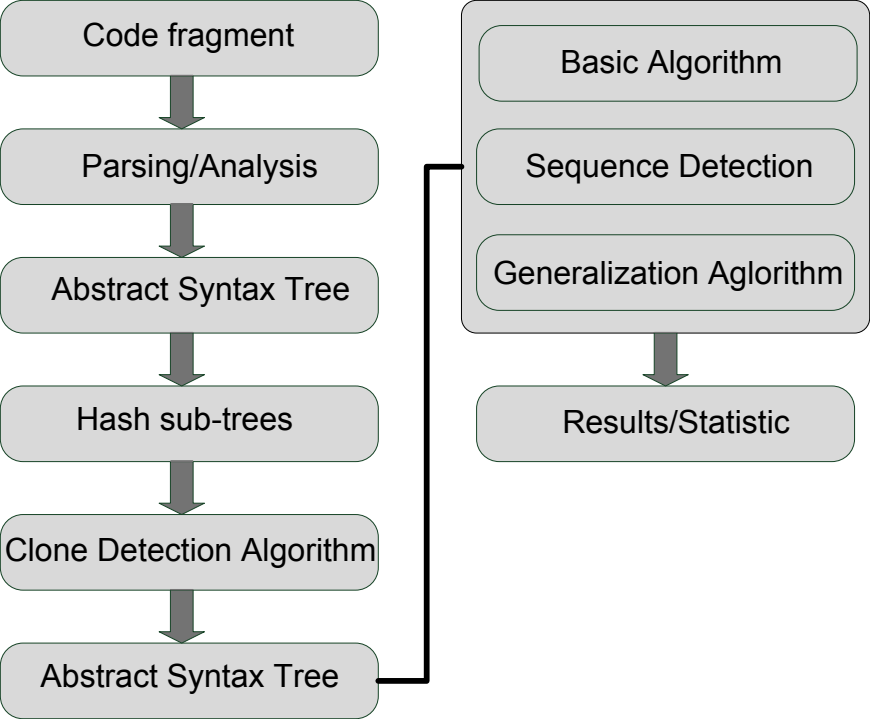 Code fragment
Parsing/Analysis
Abstract Syntax Tree
Hash sub-trees
Clone Detection Algorithm
Abstract Syntax Tree
Basic Algorithm
Sequence Detection
Generalization Aglorithm
Results/Statistic